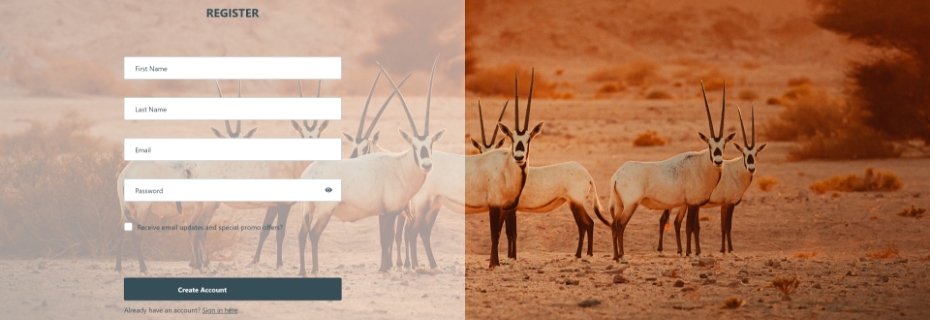 REGISTER
First Name
Last Name
Email
Password
Receive email updates and special promo offers?
Create Account
Already have an account? Sign in here